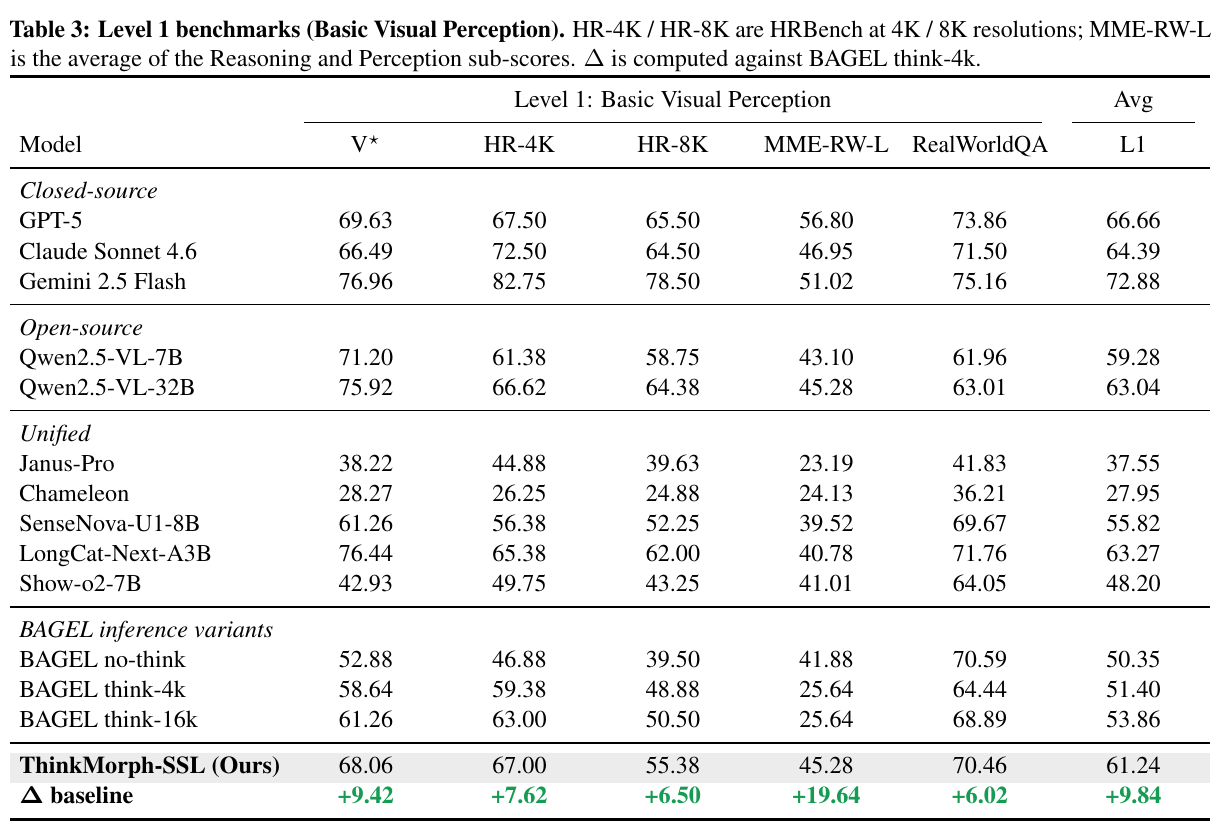 Table 3: Level 1 benchmarks (Basic Visual Perception). HR-4K / HR-8K are HRBench at 4K / 8K resolutions; MME-RW-L
is the average of the Reasoning and Perception sub-scores. Δ is computed against BAGEL think-4k.
Level 1: Basic Visual Perception Avg
Model V⋆ HR-4K HR-8K MME-RW-L RealWorldQA L1
Closed-source
GPT-5 69.63 67.50 65.50 56.80 73.86 66.66
Claude Sonnet 4.6 66.49 72.50 64.50 46.95 71.50 64.39
Gemini 2.5 Flash 76.96 82.75 78.50 51.02 75.16 72.88
Open-source
Qwen2.5-VL-7B 71.20 61.38 58.75 43.10 61.96 59.28
Qwen2.5-VL-32B 75.92 66.62 64.38 45.28 63.01 63.04
Unified
Janus-Pro 38.22 44.88 39.63 23.19 41.83 37.55
Chameleon 28.27 26.25 24.88 24.13 36.21 27.95
SenseNova-U1-8B 61.26 56.38 52.25 39.52 69.67 55.82
LongCat-Next-A3B 76.44 65.38 62.00 40.78 71.76 63.27
Show-o2-7B 42.93 49.75 43.25 41.01 64.05 48.20
BAGEL inference variants
BAGEL no-think 52.88 46.88 39.50 41.88 70.59 50.35
BAGEL think-4k 58.64 59.38 48.88 25.64 64.44 51.40
BAGEL think-16k 61.26 63.00 50.50 25.64 68.89 53.86
ThinkMorph-SSL (Ours) 68.06 67.00 55.38 45.28 70.46 61.24
Δ baseline +9.42 +7.62 +6.50 +19.64 +6.02 +9.84